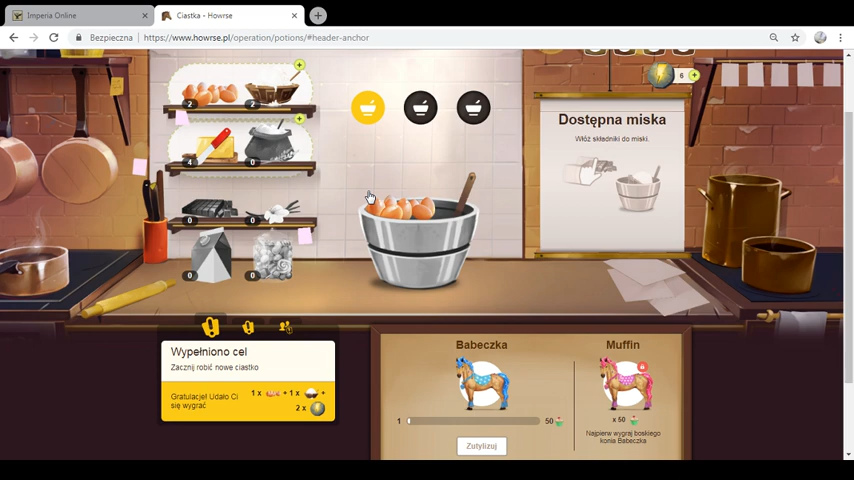 Imperia Online
Ciastka - Howrse
Bezpieczna
https://www.howrse.pl/operation/potions/#header-anchor
6
2
2
4
0
0
0
0
0
Dostępna miska
Włóż składniki do miski.
Wypełniono cel
Zacznij robić nowe ciastko
Gratulacje! Udało Ci
się wygrać
1 x + 1 x +
2 x
Babeczka
1
50
Zutylizuj
Muffin
x 50
Najpierw wygraj boskiego
konia Babeczka